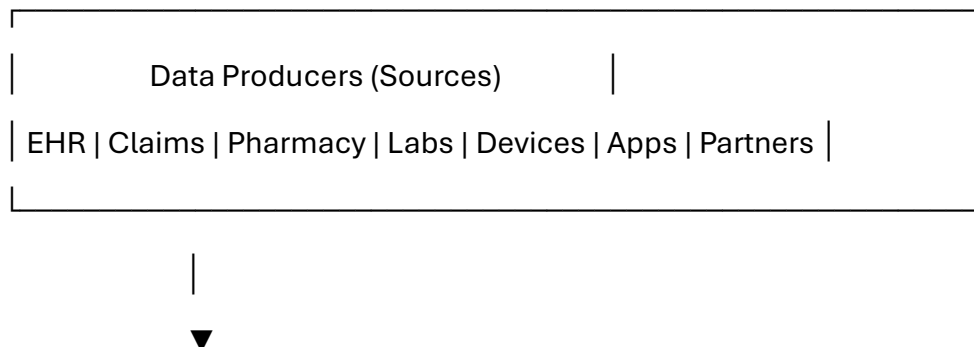 Data Producers (Sources)
EHR | Claims | Pharmacy | Labs | Devices | Apps | Partners